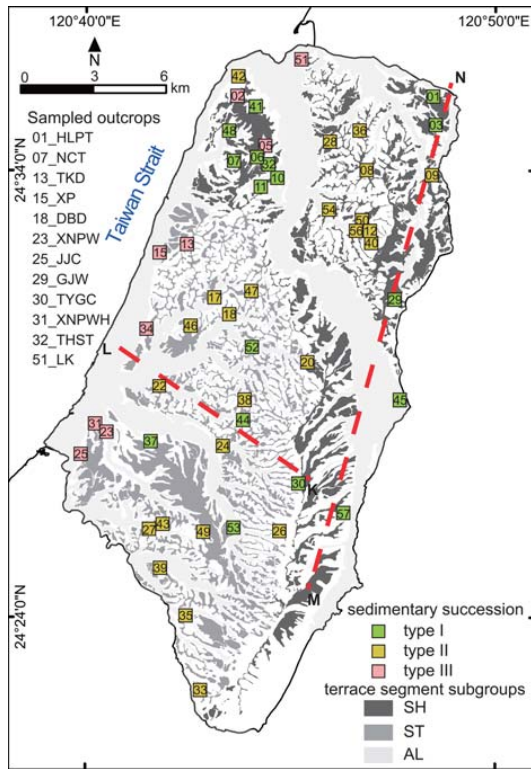 120°40'0"E
120°50'0"E
N
0 3 6
km
Sampled outcrops
01_HLPT
07_NCT
13_TKD
15_XP
18_DBD
23_XNPW
25_JJC
29_GJW
30_TYGC
31_XNPWH
32_THST
51_LK
Taiwan Strait
24°34'0"N
24°24'0"N
51
42
02
41
48
05
06
07
32
10
11
36
28
08
01
N
03
09
54
50
56
12
40
15
13
17
47
18
46
34
52
29
20
L
22
38
44
45
31
23
37
24
25
30
K
57
43
27
49
53
26
39
M
35
33
sedimentary succession
type I
type II
type III
terrace segment subgroups
SH
ST
AL